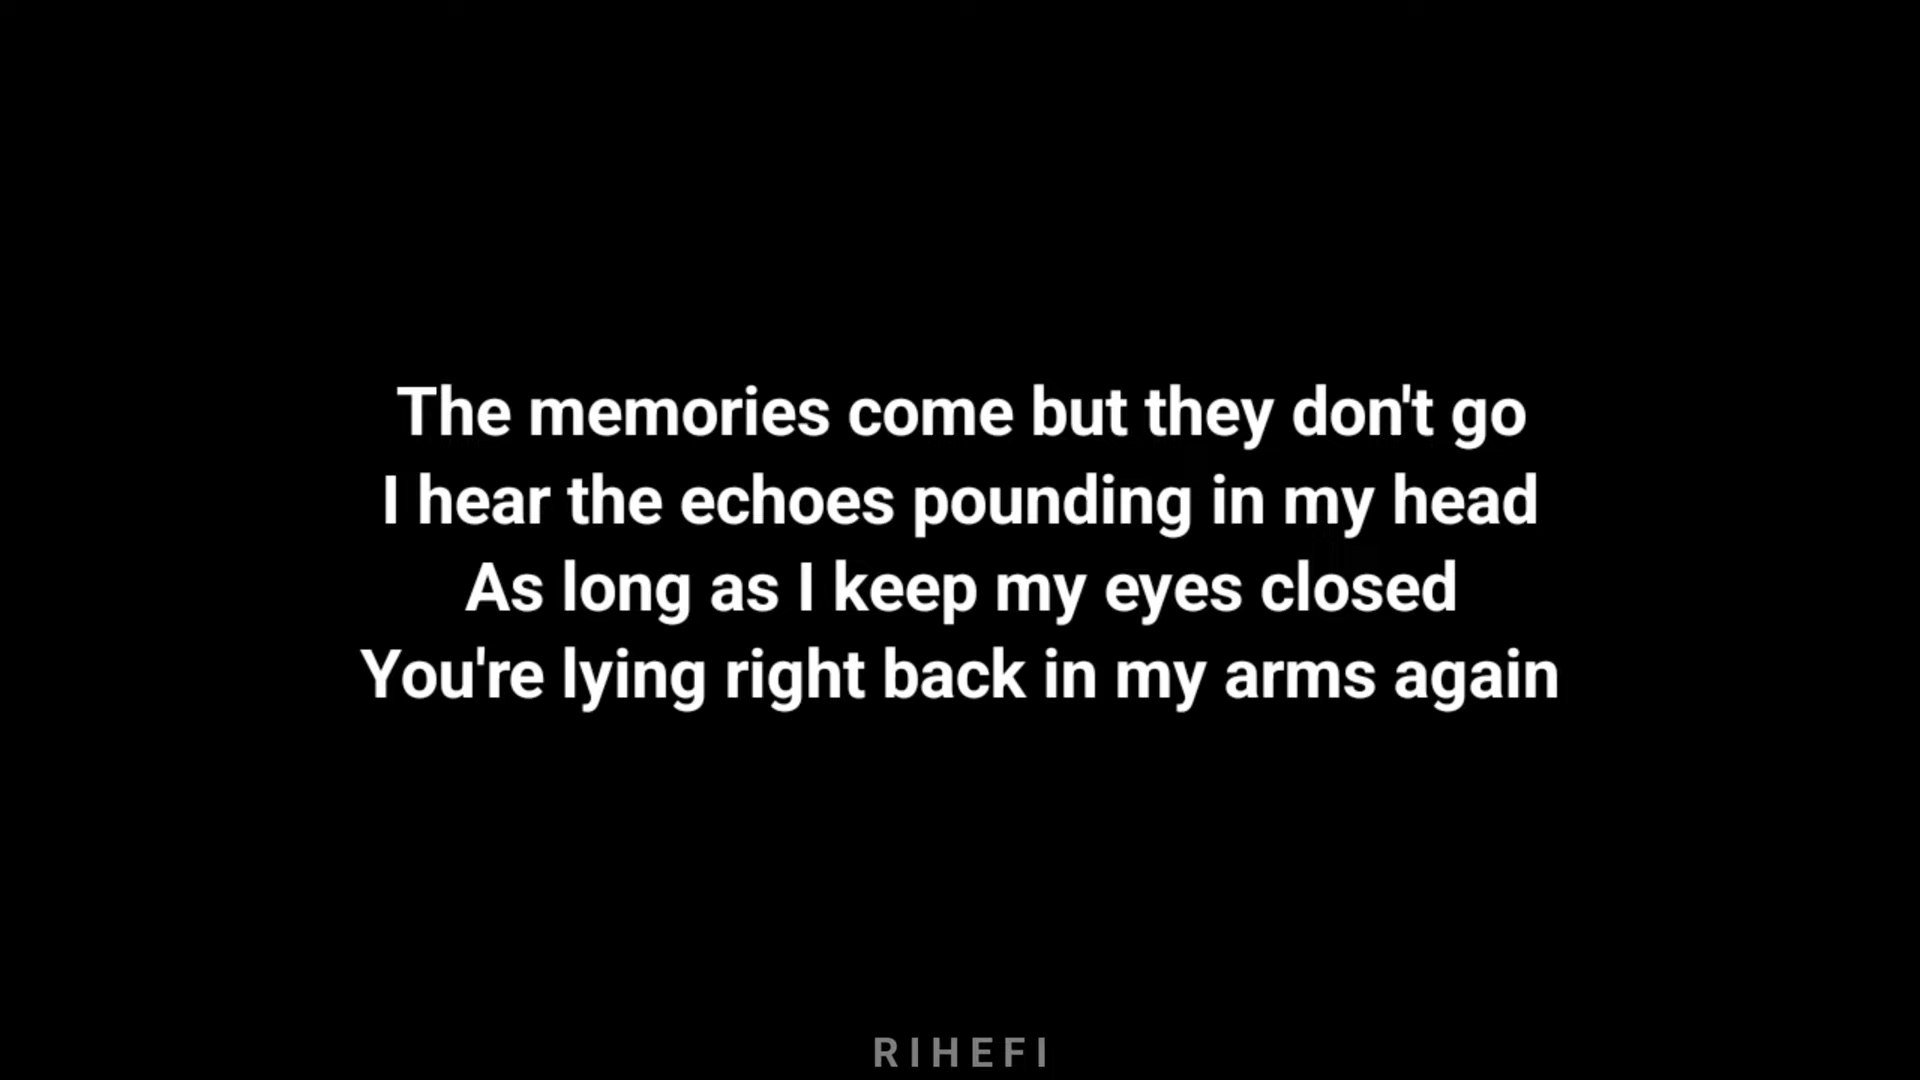 The memories come but they don't go
I hear the echoes pounding in my head
As long as I keep my eyes closed
You're lying right back in my arms again
RIHEFI